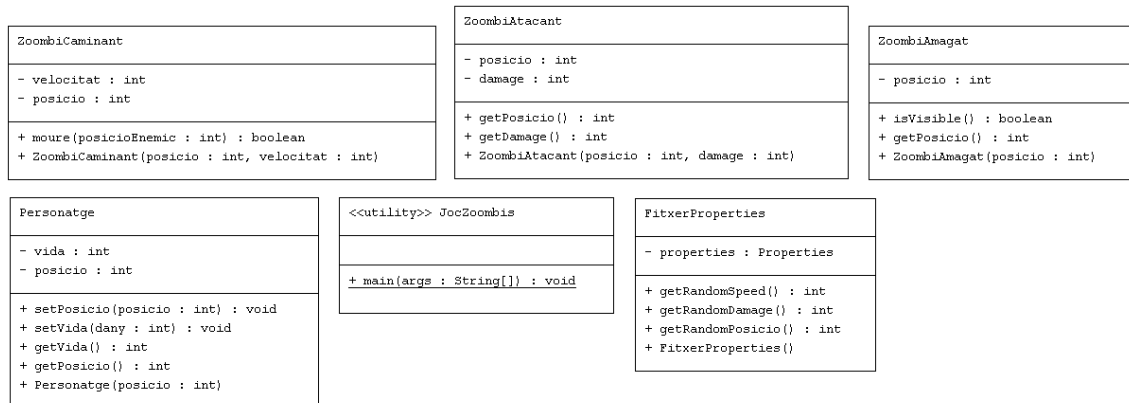 ZoombiCaminant
- velocitat : int
- posicio : int
+ moure(posicioEnemic : int) : boolean
+ ZoombiCaminant(posicio : int, velocitat : int)
ZoombiAtacant
- posicio : int
- damage : int
+ getPosicio() : int
+ getDamage() : int
+ ZoombiAtacant(posicio : int, damage : int)
ZoombiAmagat
- posicio : int
+ isVisible() : boolean
+ getPosicio() : int
+ ZoombiAmagat(posicio : int)
Personatge
- vida : int
- posicio : int
+ setPosicio(posicio : int) : void
+ setVida(dany : int) : void
+ getVida() : int
+ getPosicio() : int
+ Personatge(posicio : int)
<<utility>> JocZoombis
+ main(args : String[]) : void
FitxerProperties
- properties : Properties
+ getRandomSpeed() : int
+ getRandomDamage() : int
+ getRandomPosicio() : int
+ FitxerProperties()